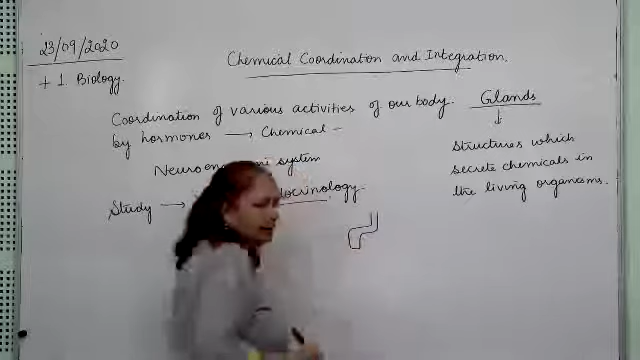 23/09/2020
+1 Biology.
Chemical Coordination and Integration.
Coordination of various activities of our body.
by hormones → Chemical –
system
Study →
Glands
↓
Structures which
secrete chemicals in
the living organisms.